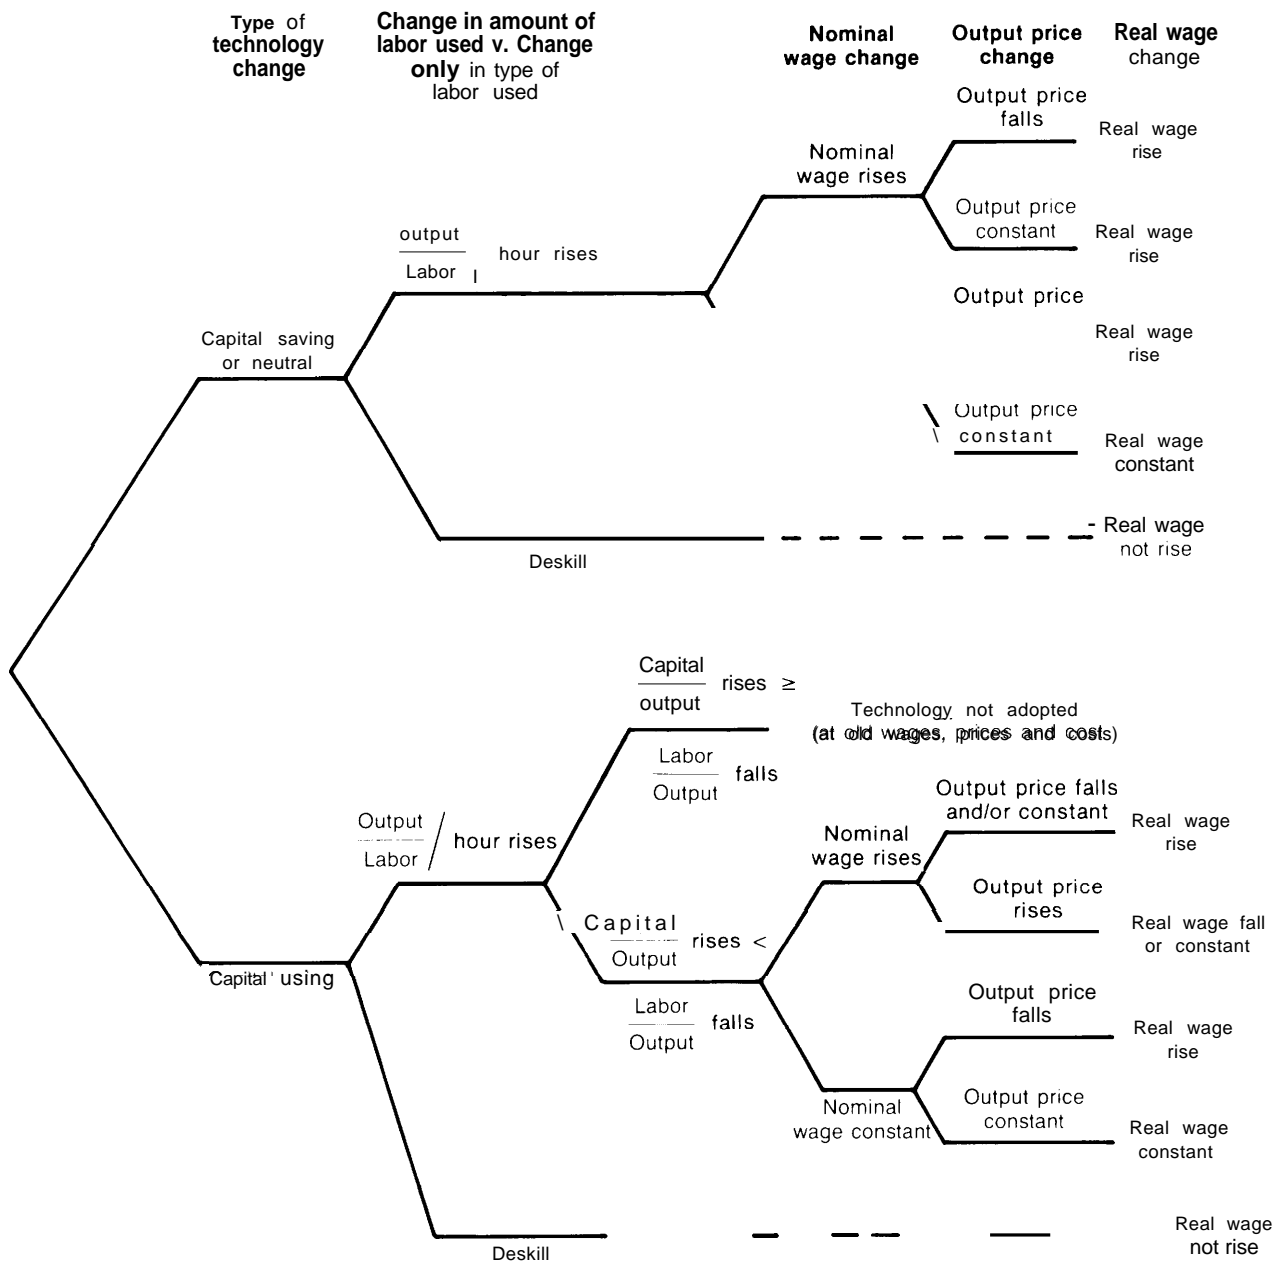 Type of
technology
change
Change in amount of
labor used v. Change
only in type of
labor used
Nominal
wage change
Output price
change
Real wage
change
Output price
falls
Real wage
rise
Nominal
wage rises
Output price
constant
Real wage
rise
output
Labor
hour rises
Output price
Real wage
rise
Capital saving
or neutral
Output price
constant
Real wage
constant
Real wage
not rise
Deskill
Capital
output
rises ≥
Labor
Output
falls
Technology not adopted
(at old wages, prices and costs)
Output price falls
and/or constant
Real wage
rise
Output
Labor
/ hour rises
Nominal
wage rises
Output price
rises
Real wage fall
or constant
Capital
Output
rises <
Labor
Output
falls
Capital using
Output price
falls
Real wage
rise
Nominal
wage constant
Output price
constant
Real wage
constant
Real wage
not rise
Deskill